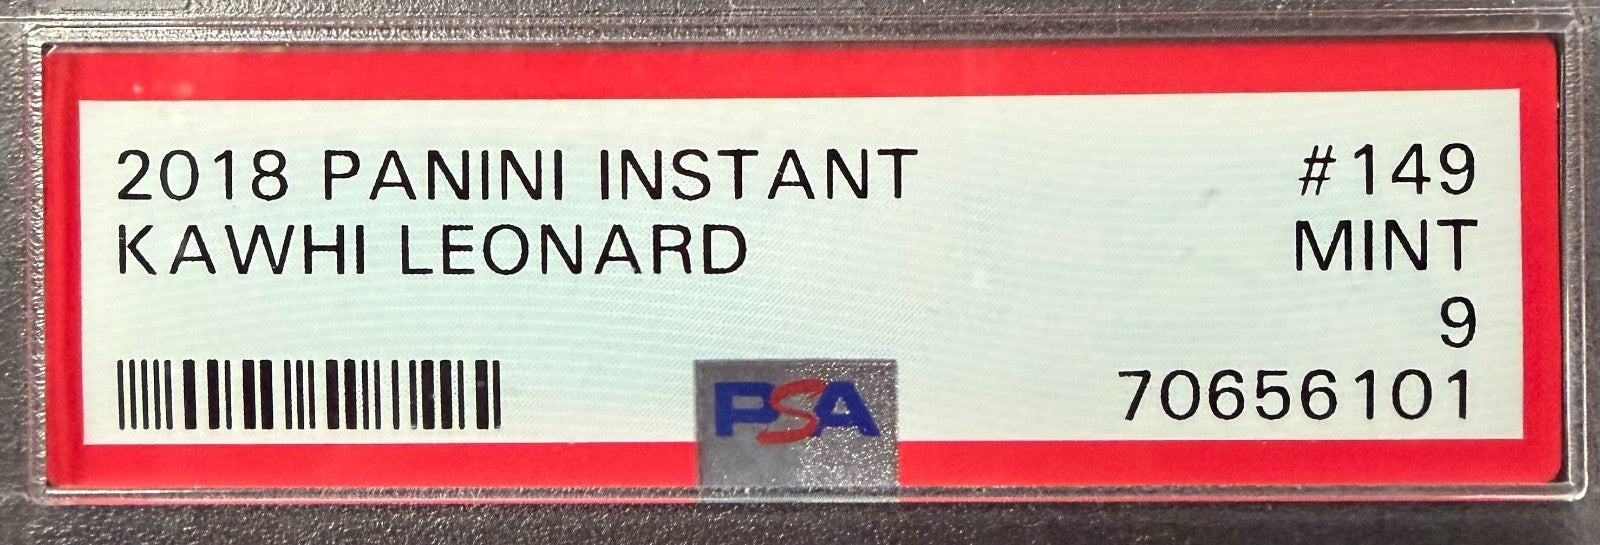 2018 PANINI INSTANT #149
KAWHI LEONARD MINT
9
70656101
PSA